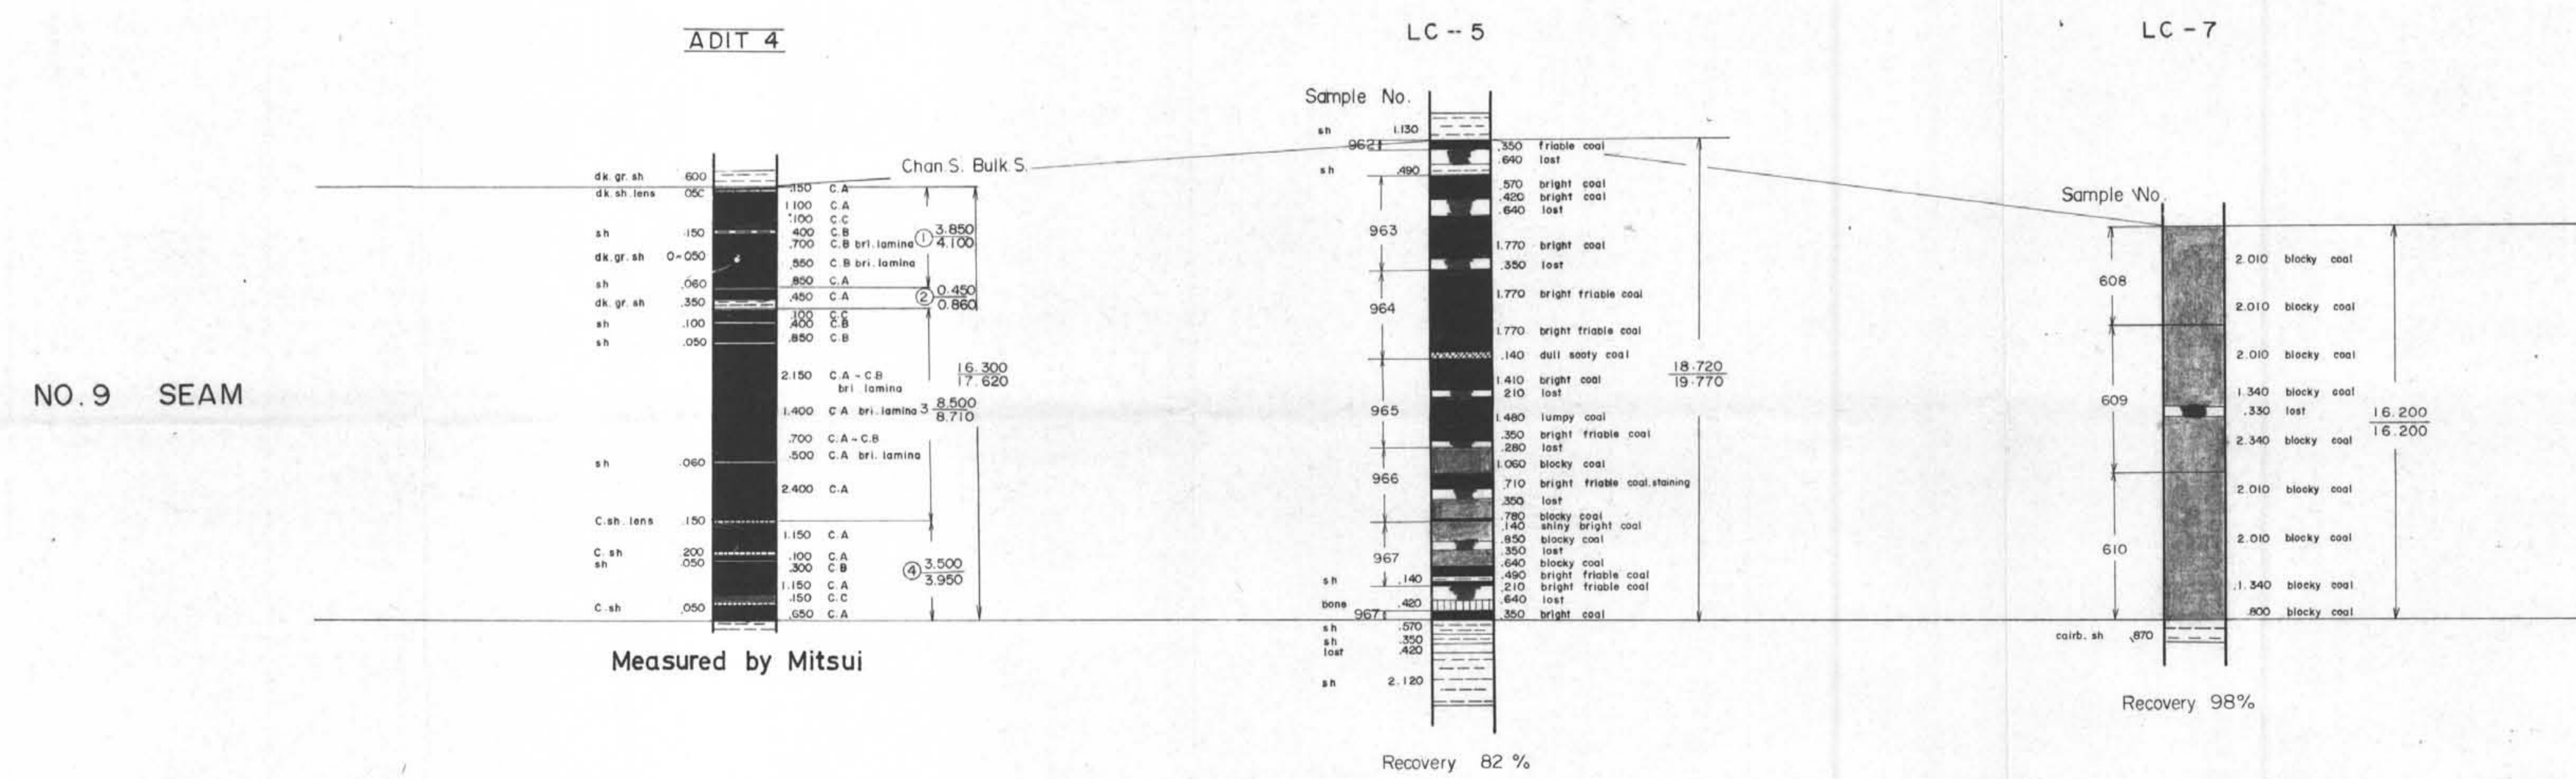 ADIT 4
dk. gr. sh 600
dk. sh. lens .05C
sh .150
dk. gr. sh 0~050
sh .060
dk. gr. sh .350
sh .100
sh .050
sh .060
C. sh. lens .150
C. sh .200
sh .050
C. sh .050
Chan. S. Bulk S.
.150 C. A
1.100 C. A
.100 C. C
400 C. B
.700 C. B bri. lamina
.550 C. B bri. lamina
.850 C. A
.450 C. A
.100 C. C
.400 C. B
.850 C. B
2.150 C. A ~ C. B
bri lamina
1.400 C A bri. lamina
.700 C. A ~ C. B
.500 C. A bri. lamina
2.400 C. A
1.150 C. A
.100 C. A
.300 C B
1.150 C. A
.150 C. C
.650 C. A
① 3.850
4.100
② 0.450
0.860
3 8.500
8.710
④ 3.500
3.950
16.300
17.620
NO. 9 SEAM
Measured by Mitsui
LC -- 5
Sample No.
sh 1.130
962
sh .490
963
964
965
966
967
sh .140
bone .420
967
sh .570
sh .350
lost .420
sh 2.120
.350 friable coal
.640 lost
.570 bright coal
.420 bright coal
.640 lost
1.770 bright coal
.350 lost
1.770 bright friable coal
1.770 bright friable coal
.140 dull sooty coal
1.410 bright coal
.210 lost
1.480 lumpy coal
.350 bright friable coal
.280 lost
1.060 blocky coal
.710 bright friable coal. staining
.350 lost
.780 blocky coal
.140 shiny bright coal
.850 blocky coal
.350 lost
.640 blocky coal
.490 bright friable coal
.210 bright friable coal
.640 lost
.350 bright coal
18.720
19.770
Recovery 82 %
LC - 7
Sample No.
608
609
610
cairb. sh .870
2.010 blocky coal
2.010 blocky coal
2.010 blocky coal
1.340 blocky coal
.330 lost
2.340 blocky coal
2.010 blocky coal
2.010 blocky coal
1.340 blocky coal
.800 blocky coal
16.200
16.200
Recovery 98%